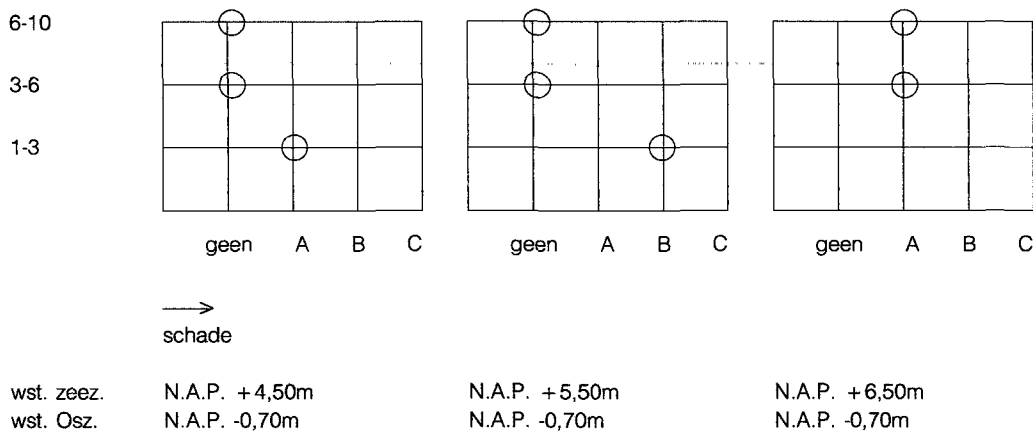 6-10
3-6
1-3
geen A B C geen A B C geen A B C
schade
wst. zeez. N.A.P. +4,50m N.A.P. +5,50m N.A.P. +6,50m
wst. Osz. N.A.P. -0,70m N.A.P. -0,70m N.A.P. -0,70m